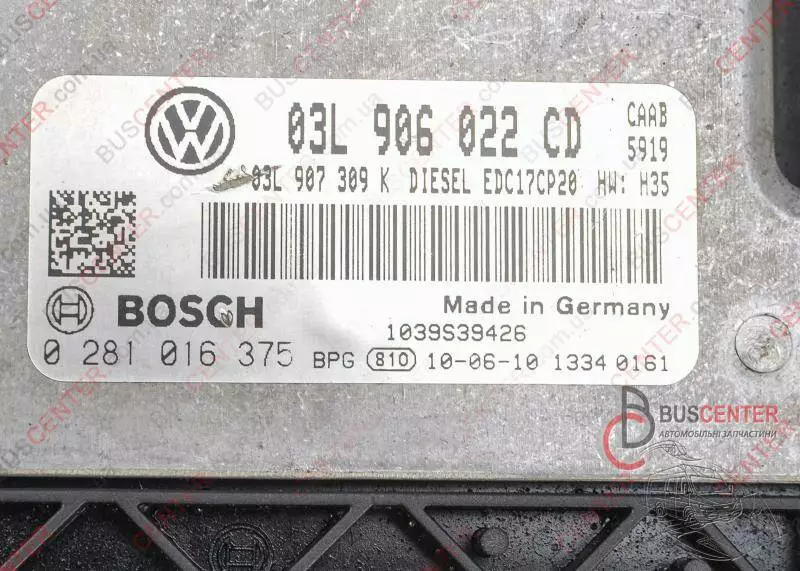 VW
03L 906 022 CD
CAAB
5919
03L 907 309 K DIESEL EDC17CP20 HW: H35
BOSCH
Made in Germany
1039S39426
0 281 016 375 BPG 810 10-06-10 1334 0161
BUSCENTER
АВТОМОБІЛЬНІ ЗАПЧАСТИНИ